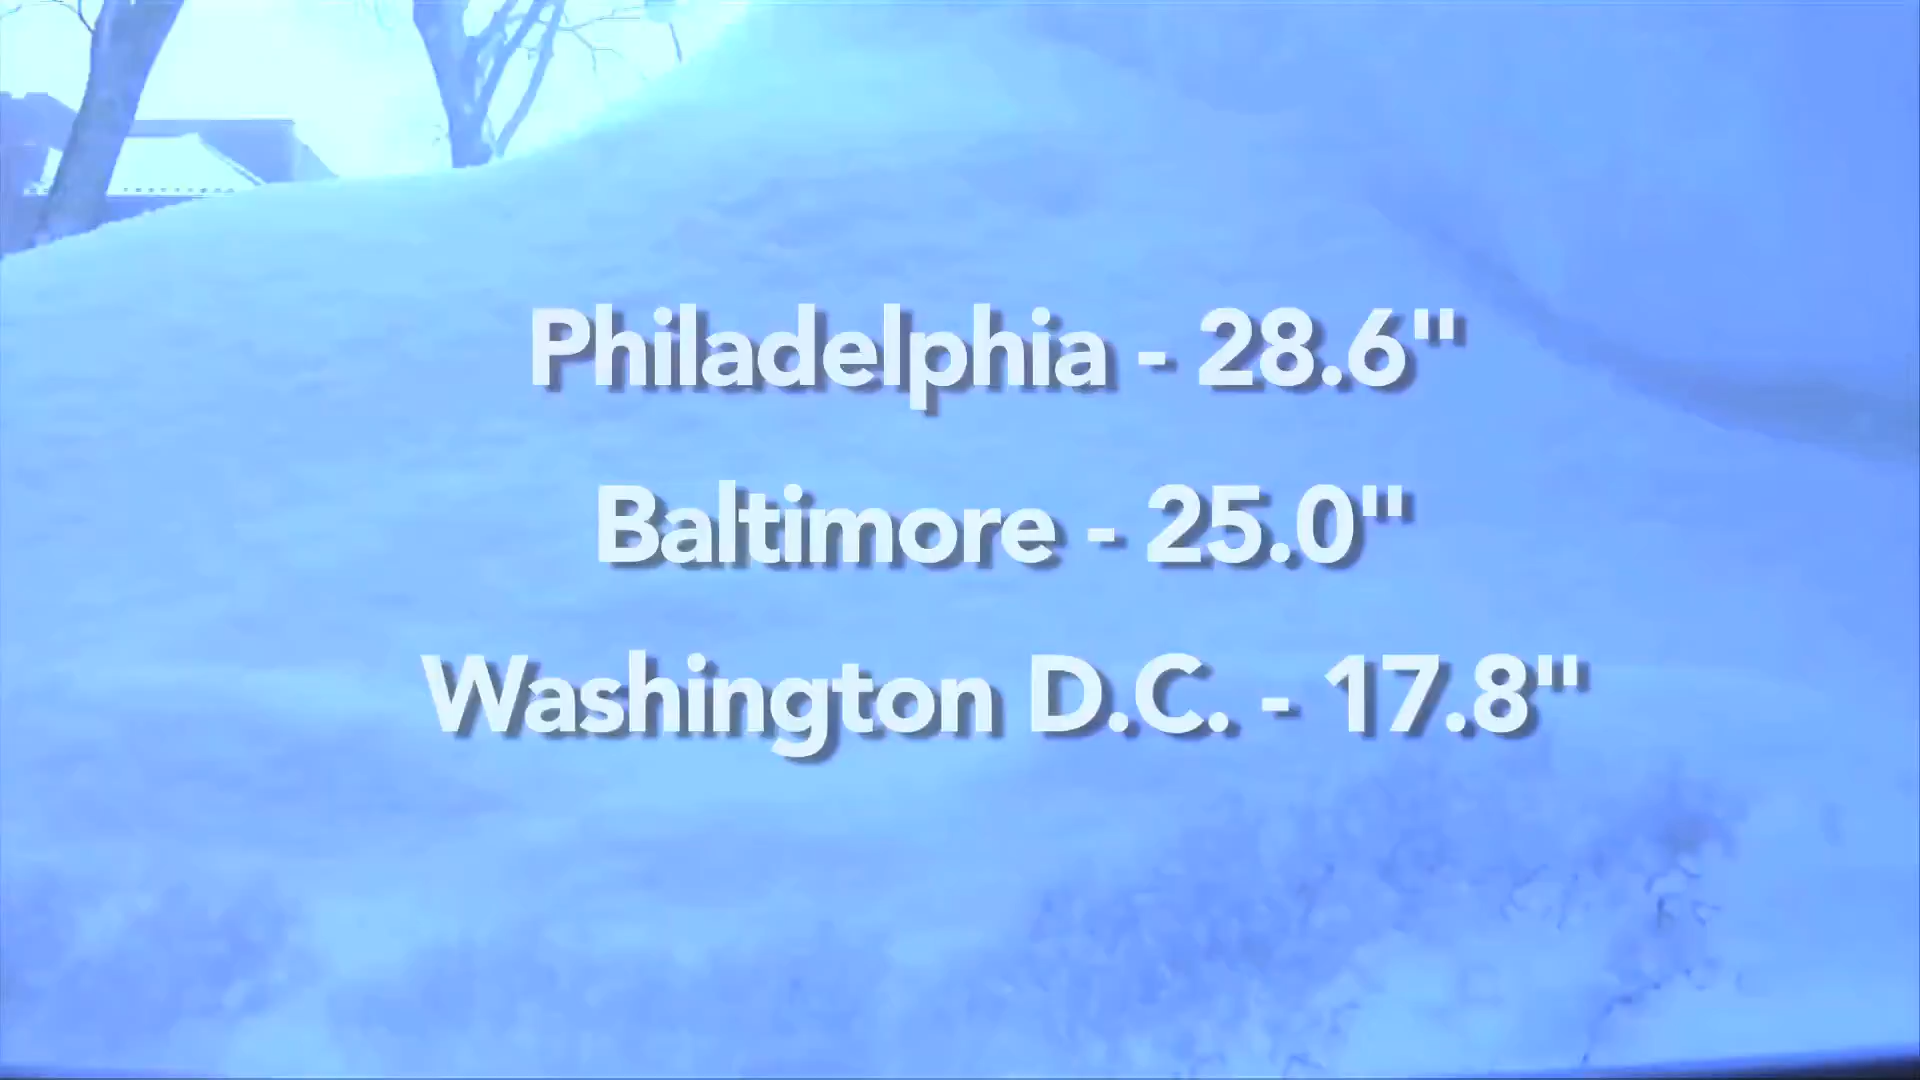 Philadelphia - 28.6"
Baltimore - 25.0"
Washington D.C. - 17.8"